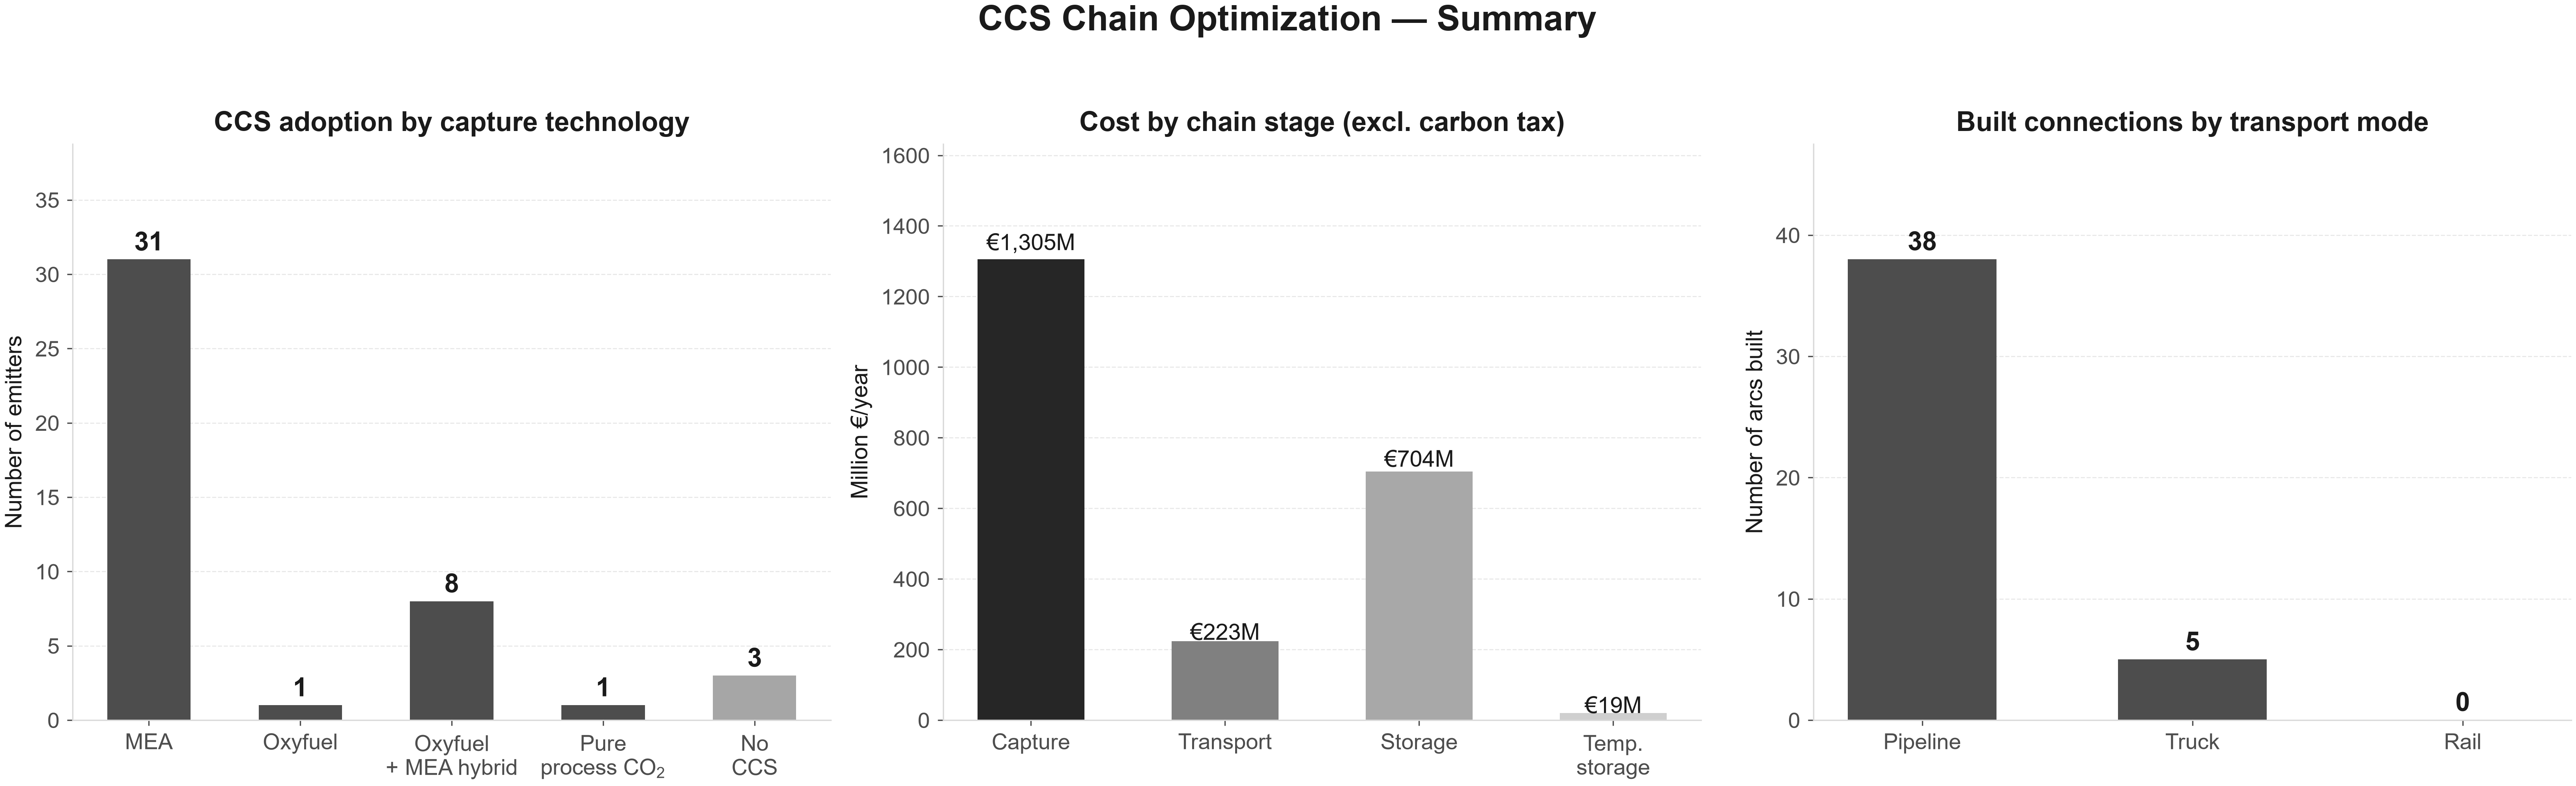 CCS Chain Optimization — Summary
CCS adoption by capture technology
Number of emitters
35
30
25
20
15
10
5
0
31
1
8
1
3
MEA
Oxyfuel
Oxyfuel
+ MEA hybrid
Pure
process CO₂
No
CCS
Cost by chain stage (excl. carbon tax)
Million €/year
1600
1400
1200
1000
800
600
400
200
0
€1,305M
€223M
€704M
€19M
Capture
Transport
Storage
Temp.
storage
Built connections by transport mode
Number of arcs built
40
30
20
10
0
38
5
0
Pipeline
Truck
Rail